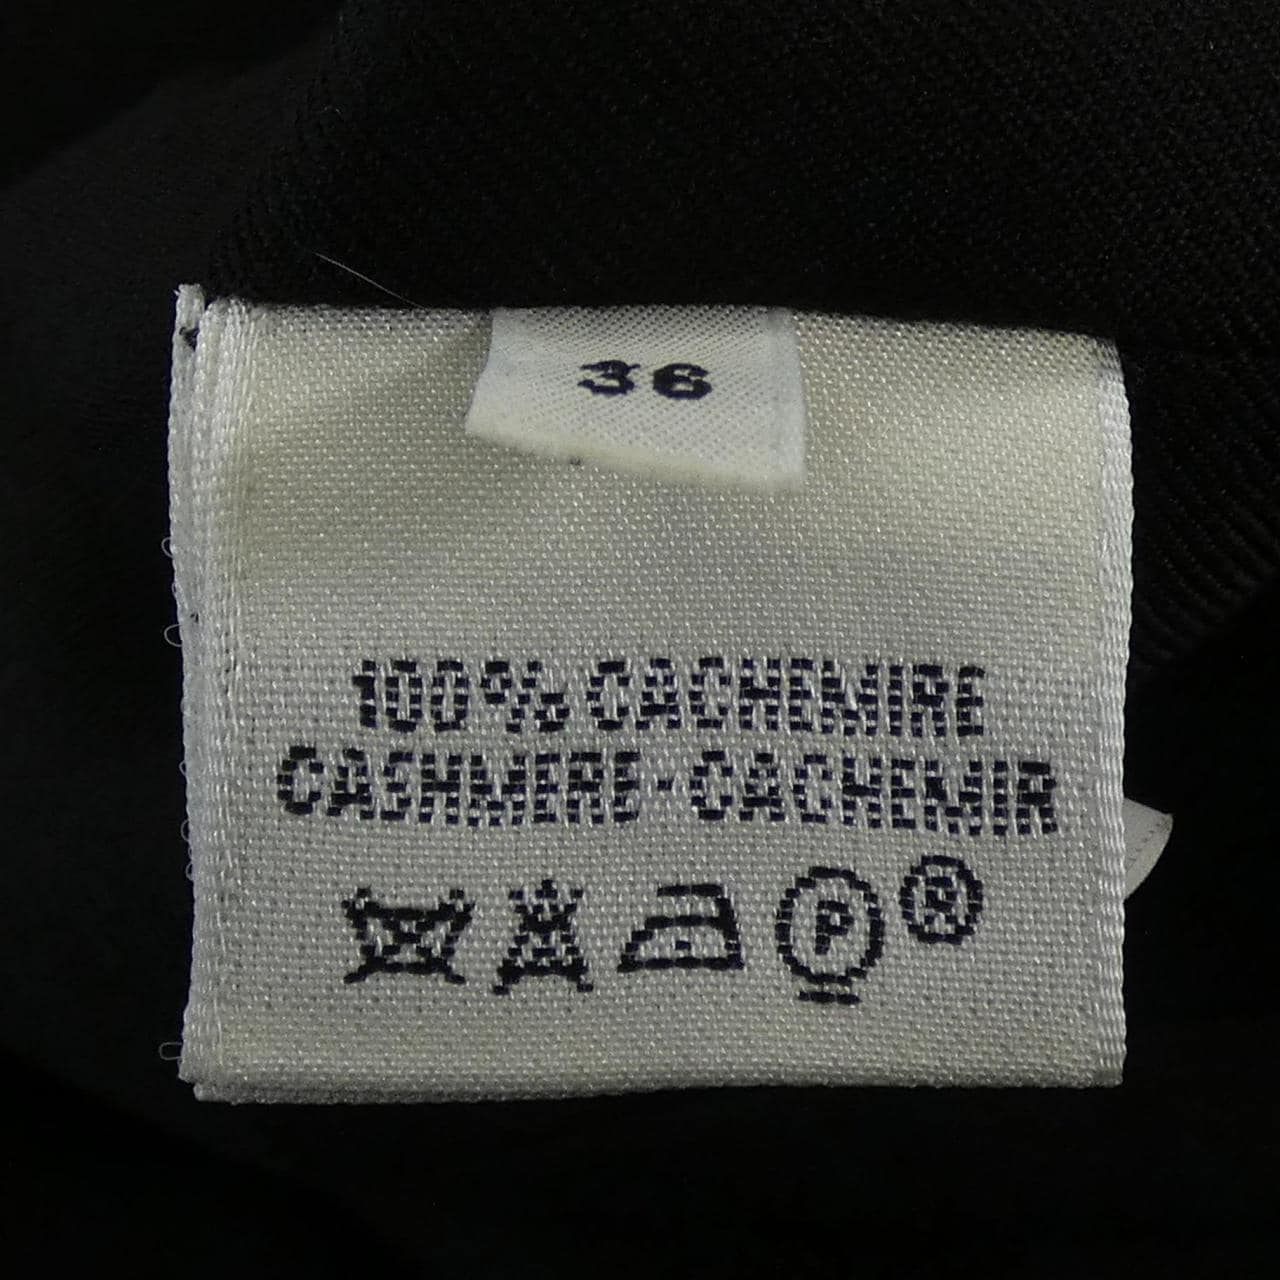 36
100% CACHEMIRE
CASHMERE·CACHEMIR
P ®